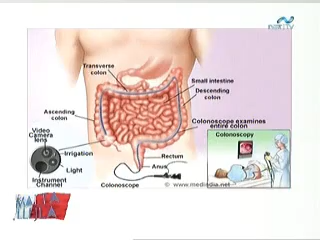 Transverse
colon
Small intestine
Descending
colon
Ascending
colon
Colonoscope examines
entire colon
Video
Camera
lens
Colonoscopy
Irrigation
Light
Rectum
Anus
Instrument
Channel
Colonoscope
© www.medindia.net